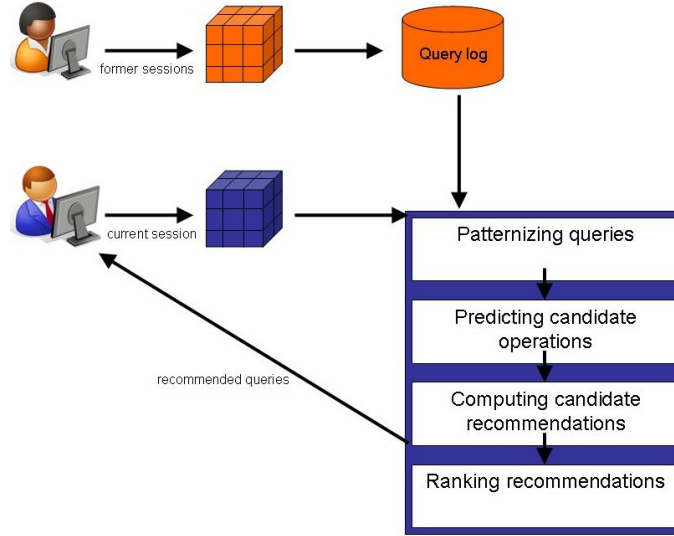 former sessions
Query log
current session
Patternizing queries
Predicting candidate
operations
recommended queries
Computing candidate
recommendations
Ranking recommendations